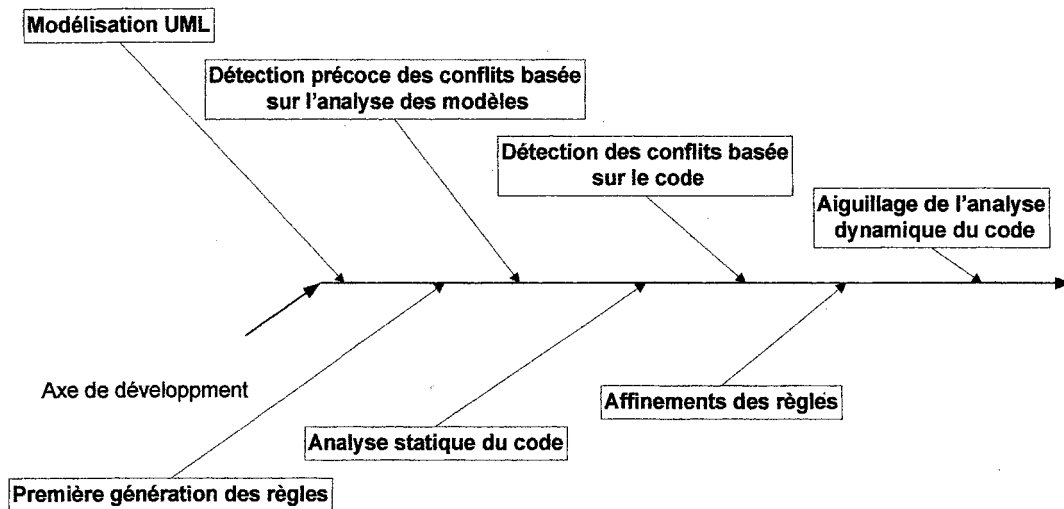 Modélisation UML
Détection précoce des conflits basée
sur l'analyse des modèles
Détection des conflits basée
sur le code
Aiguillage de l'analyse
dynamique du code
Axe de développment
Affinements des règles
Analyse statique du code
Première génération des règles